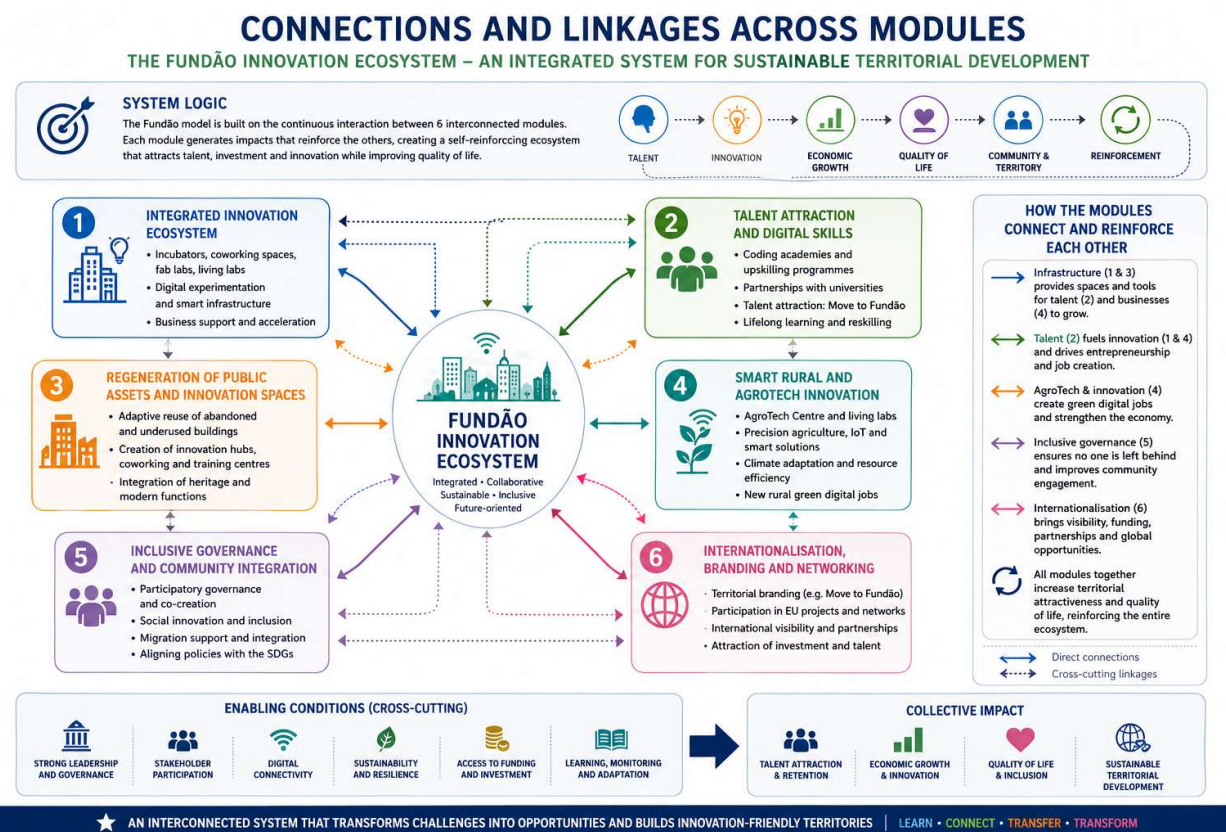 CONNECTIONS AND LINKAGES ACROSS MODULES
THE FUNDÃO INNOVATION ECOSYSTEM – AN INTEGRATED SYSTEM FOR SUSTAINABLE TERRITORIAL DEVELOPMENT
SYSTEM LOGIC
The Fundão model is built on the continuous interaction between 6 interconnected modules.
Each module generates impacts that reinforce the others, creating a self-reinforccing ecosystem
that attracts talent, investment and innovation while improving quality of life.
TALENT
INNOVATION
ECONOMIC
GROWTH
QUALITY OF
LIFE
COMMUNITY &
TERRITORY
REINFORCEMENT
1
INTEGRATED INNOVATION
ECOSYSTEM
• Incubators, coworking spaces,
fab labs, living labs
• Digital experimentation
and smart infrastructure
• Business support and acceleration
2
TALENT ATTRACTION
AND DIGITAL SKILLS
• Coding academies and
upskilling programmes
• Partnerships with universities
• Talent attraction: Move to Fundão
• Lifelong learning and reskilling
3
REGENERATION OF PUBLIC
ASSETS AND INNOVATION SPACES
• Adaptive reuse of abandoned
and underused buildings
• Creation of innovation hubs,
coworking and training centres
• Integration of heritage and
modern functions
FUNDÃO
INNOVATION
ECOSYSTEM
Integrated • Collaborative
Sustainable • Inclusive
Future-oriented
4
SMART RURAL AND
AGROTECH INNOVATION
• AgroTech Centre and living labs
• Precision agriculture, IoT and
smart solutions
• Climate adaptation and resource
efficiency
• New rural green digital jobs
5
INCLUSIVE GOVERNANCE
AND COMMUNITY INTEGRATION
• Participatory governance
and co-creation
• Social innovation and inclusion
• Migration support and integration
• Aligning policies with the SDGs
6
INTERNATIONALISATION,
BRANDING AND NETWORKING
• Territorial branding (e.g. Move to Fundão)
• Participation in EU projects and networks
• International visibility and partnerships
• Attraction of investment and talent
HOW THE MODULES
CONNECT AND REINFORCE
EACH OTHER
Infrastructure (1 & 3)
provides spaces and tools
for talent (2) and businesses
(4) to grow.
Talent (2) fuels innovation (1 & 4)
and drives entrepreneurship
and job creation.
AgroTech & innovation (4)
create green digital jobs
and strengthen the economy.
Inclusive governance (5)
ensures no one is left behind
and improves community
engagement.
Internationalisation (6)
brings visibility, funding,
partnerships and global
opportunities.
All modules together
increase territorial
attractiveness and quality
of life, reinforcing the entire
ecosystem.
Direct connections
Cross-cutting linkages
ENABLING CONDITIONS (CROSS-CUTTING)
STRONG LEADERSHIP
AND GOVERNANCE
STAKEHOLDER
PARTICIPATION
DIGITAL
CONNECTIVITY
SUSTAINABILITY
AND RESILIENCE
ACCESS TO FUNDING
AND INVESTMENT
LEARNING, MONITORING
AND ADAPTATION
COLLECTIVE IMPACT
TALENT ATTRACTION
& RETENTION
ECONOMIC GROWTH
& INNOVATION
QUALITY OF LIFE
& INCLUSION
SUSTAINABLE
TERRITORIAL
DEVELOPMENT
AN INTERCONNECTED SYSTEM THAT TRANSFORMS CHALLENGES INTO OPPORTUNITIES AND BUILDS INNOVATION-FRIENDLY TERRITORIES | LEARN • CONNECT • TRANSFER • TRANSFORM